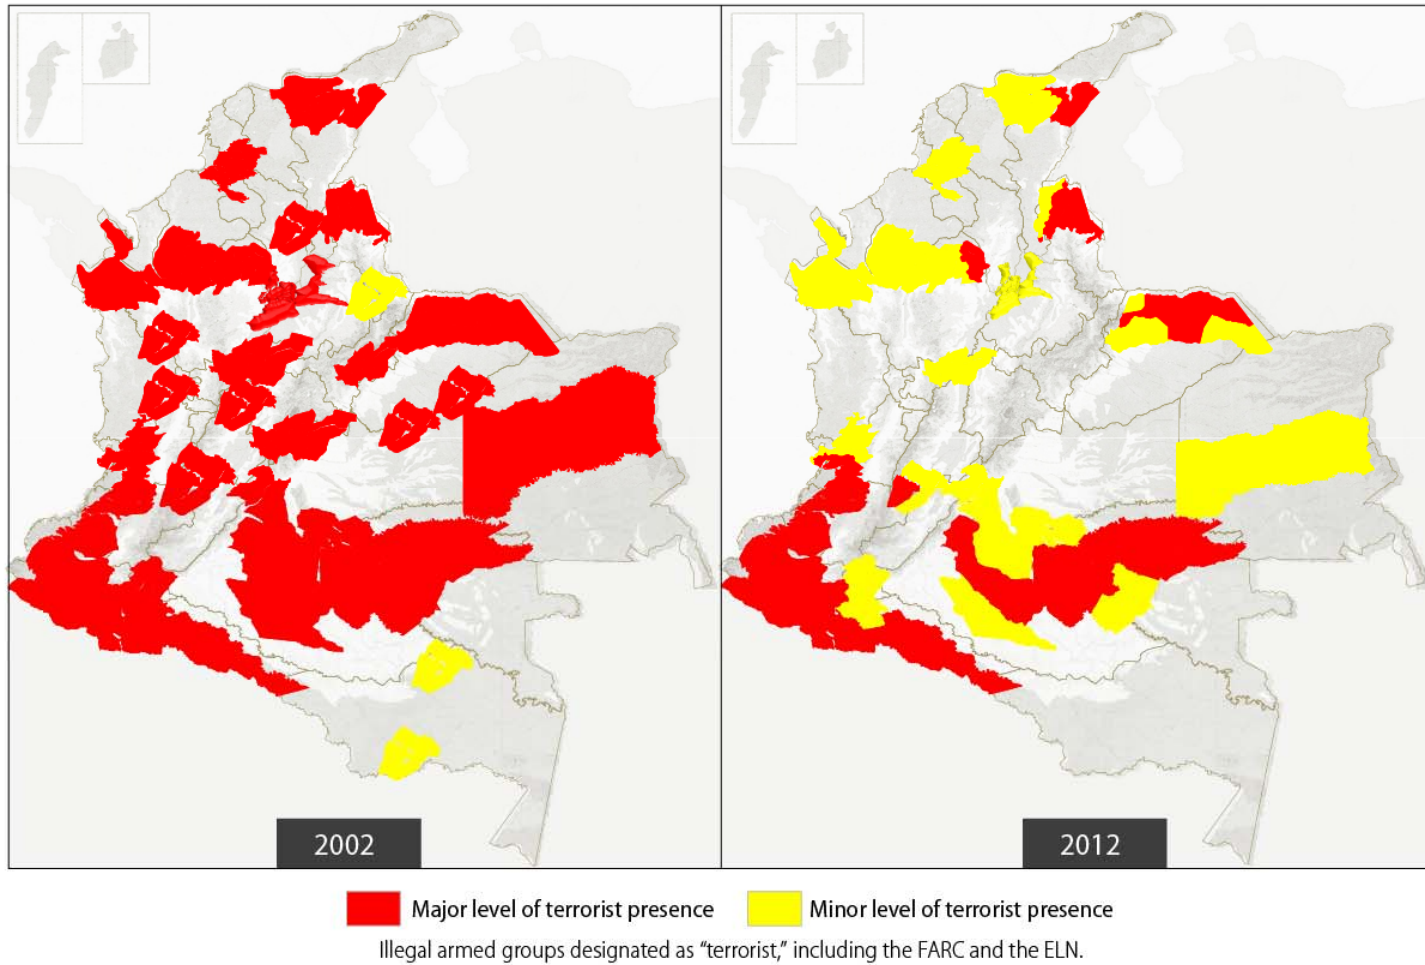 2002
2012
Major level of terrorist presence
Minor level of terrorist presence
Illegal armed groups designated as “terrorist,” including the FARC and the ELN.